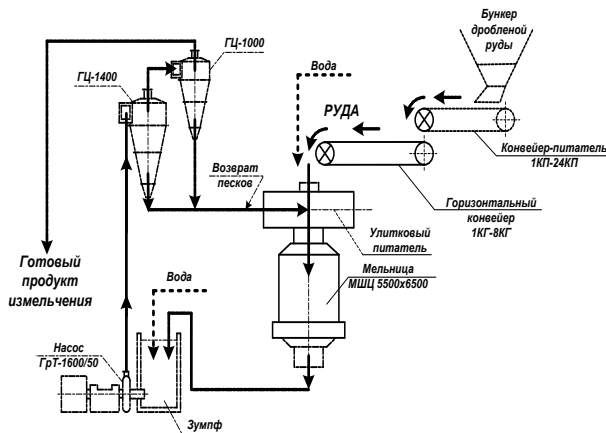 Бункер
дробленой
руды
ГЦ-1000
ГЦ-1400
Вода
РУДА
Конвейер-питатель
1КП-24КП
Возврат
песков
Горизонтальный
конвейер
1КГ-8КГ
Улитковый
питатель
Готовый
продукт
измельчения
Вода
Мельница
МШЦ 5500х6500
Насос
ГрТ-1600/50
Зумпф